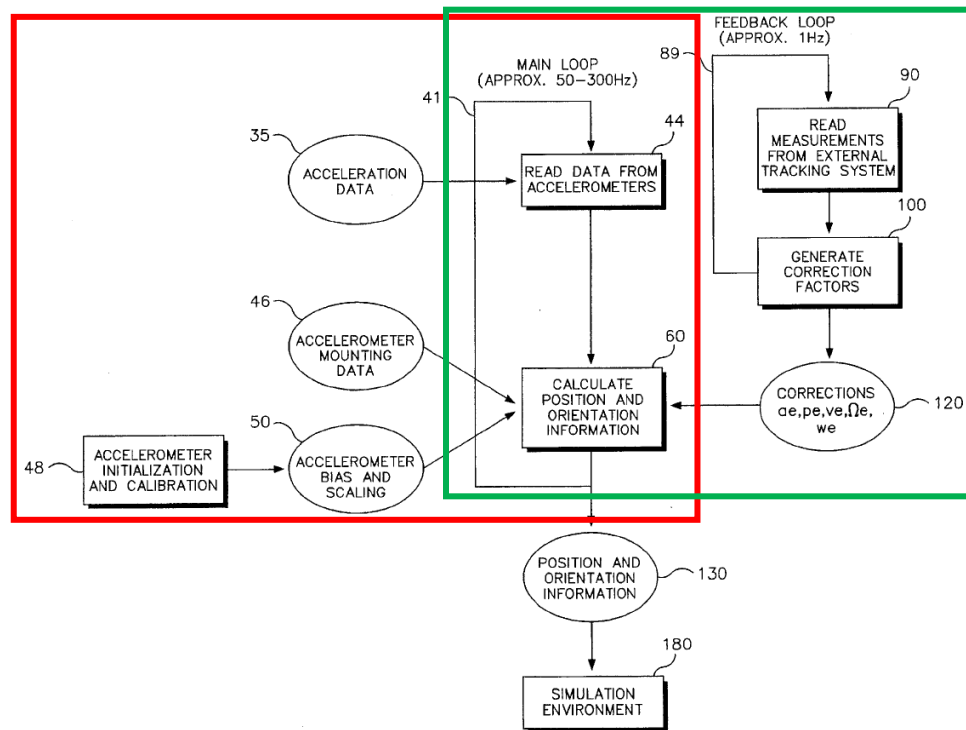 FEEDBACK LOOP
(APPROX. 1Hz)
89
90
MAIN LOOP
(APPROX. 50-300Hz)
41
44
READ
MEASUREMENTS
FROM EXTERNAL
TRACKING SYSTEM
35
ACCELERATION
DATA
READ DATA FROM
ACCELEROMETERS
100
GENERATE
CORRECTION
FACTORS
46
ACCELEROMETER
MOUNTING
DATA
60
CALCULATE
POSITION AND
ORIENTATION
INFORMATION
CORRECTIONS
ae,pe,ve,Ωe,
we
120
50
48
ACCELEROMETER
INITIALIZATION
AND CALIBRATION
ACCELEROMETER
BIAS AND
SCALING
POSITION AND
ORIENTATION
INFORMATION
130
180
SIMULATION
ENVIRONMENT